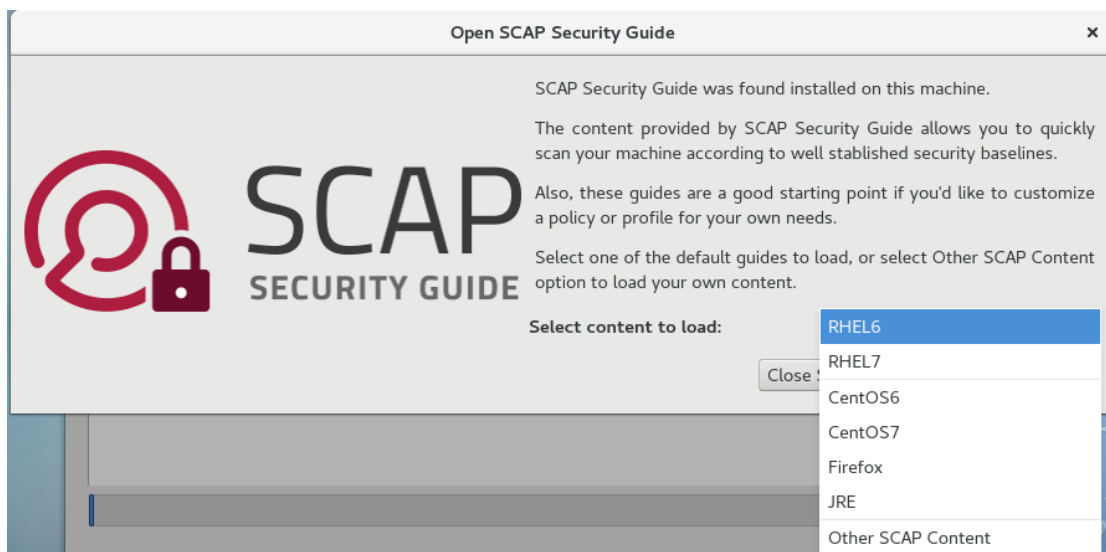 Open SCAP Security Guide
SCAP Security Guide was found installed on this machine.
The content provided by SCAP Security Guide allows you to quickly
scan your machine according to well stablished security baselines.
Also, these guides are a good starting point if you'd like to customize
a policy or profile for your own needs.
Select one of the default guides to load, or select Other SCAP Content
option to load your own content.
SCAP
SECURITY GUIDE
Select content to load:
RHEL6
RHEL7
Close
CentOS6
CentOS7
Firefox
JRE
Other SCAP Content